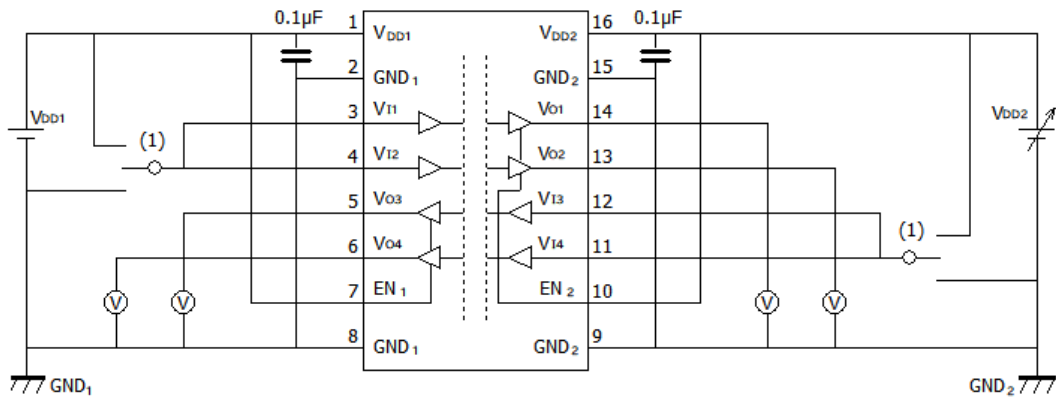 0.1µF 1 16 0.1µF
VDD1 VDD2
2 GND1 GND2 15
3 VI1 VO1 14
VDD1 VDD2
(1) 4 VI2 VO2 13
5 VO3 VI3 12
6 VO4 VI4 11 (1)
V V 7 EN1 EN2 10 V V
8 GND1 GND2 9
GND1 GND2